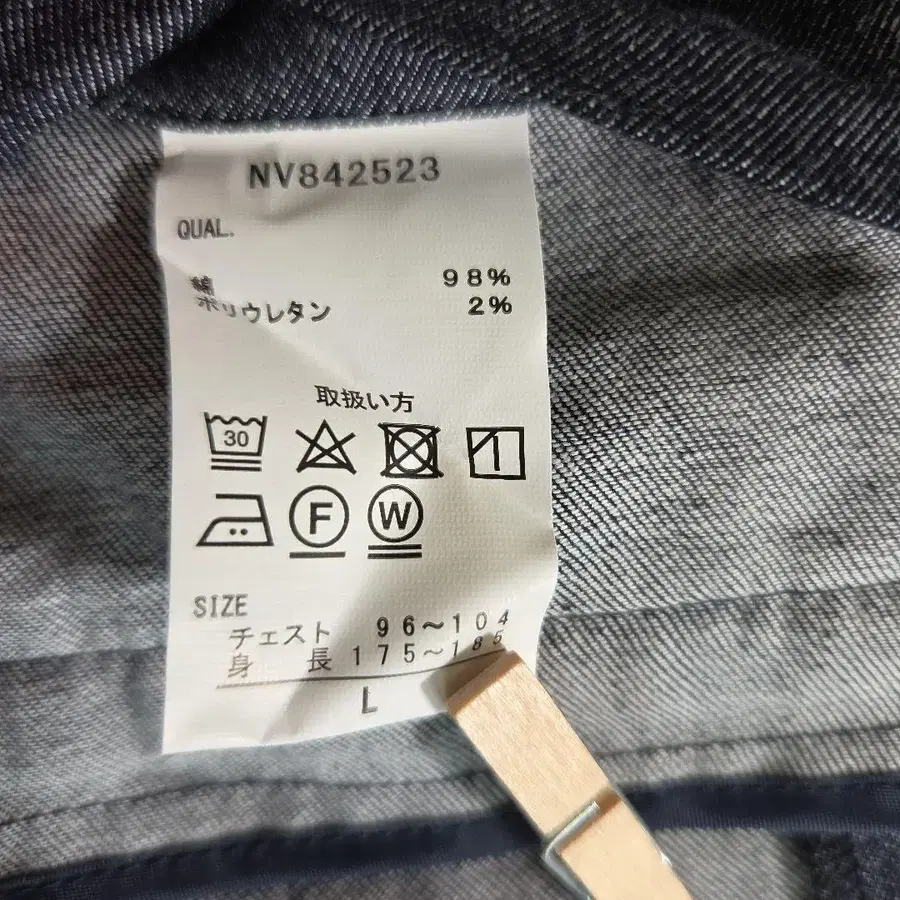 NV842523
QUAL.
綿 98%
ポリウレタン 2%
取扱い方
30
F W
SIZE
チェスト 96～104
身 長 175～185
L